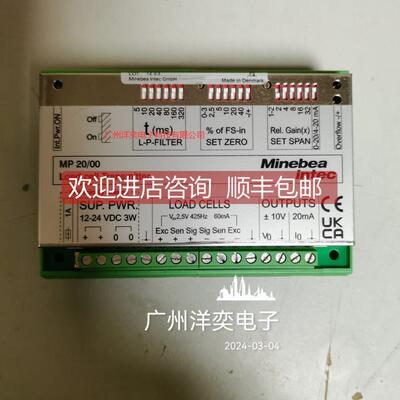 Minebea Intec GmbH
Made in Denmark
Int.Pwr.ON
Off
On
5 10 20 40 80 160 320
t (ms)
L-P-FILTER
0-3 2,5 5 10 20 40 -/+
% of FS-in
SET ZERO
1-2 2 4 8 16 32
Rel. Gain(x)
SET SPAN
0-20/4-20 mA
Overflow -/+
MP 20/00
Minebea
intec
欢迎进店咨询 顺丰包邮
1A
SUP. PWR.
12-24 VDC 3W
+ + 0 0
LOAD CELLS
2,5V 425Hz 60mA
Exc Sen Sig Sig Sen Exc
OUTPUTS
± 10V 20mA
CE
UK
CA
广州洋奕电子
2024-03-04